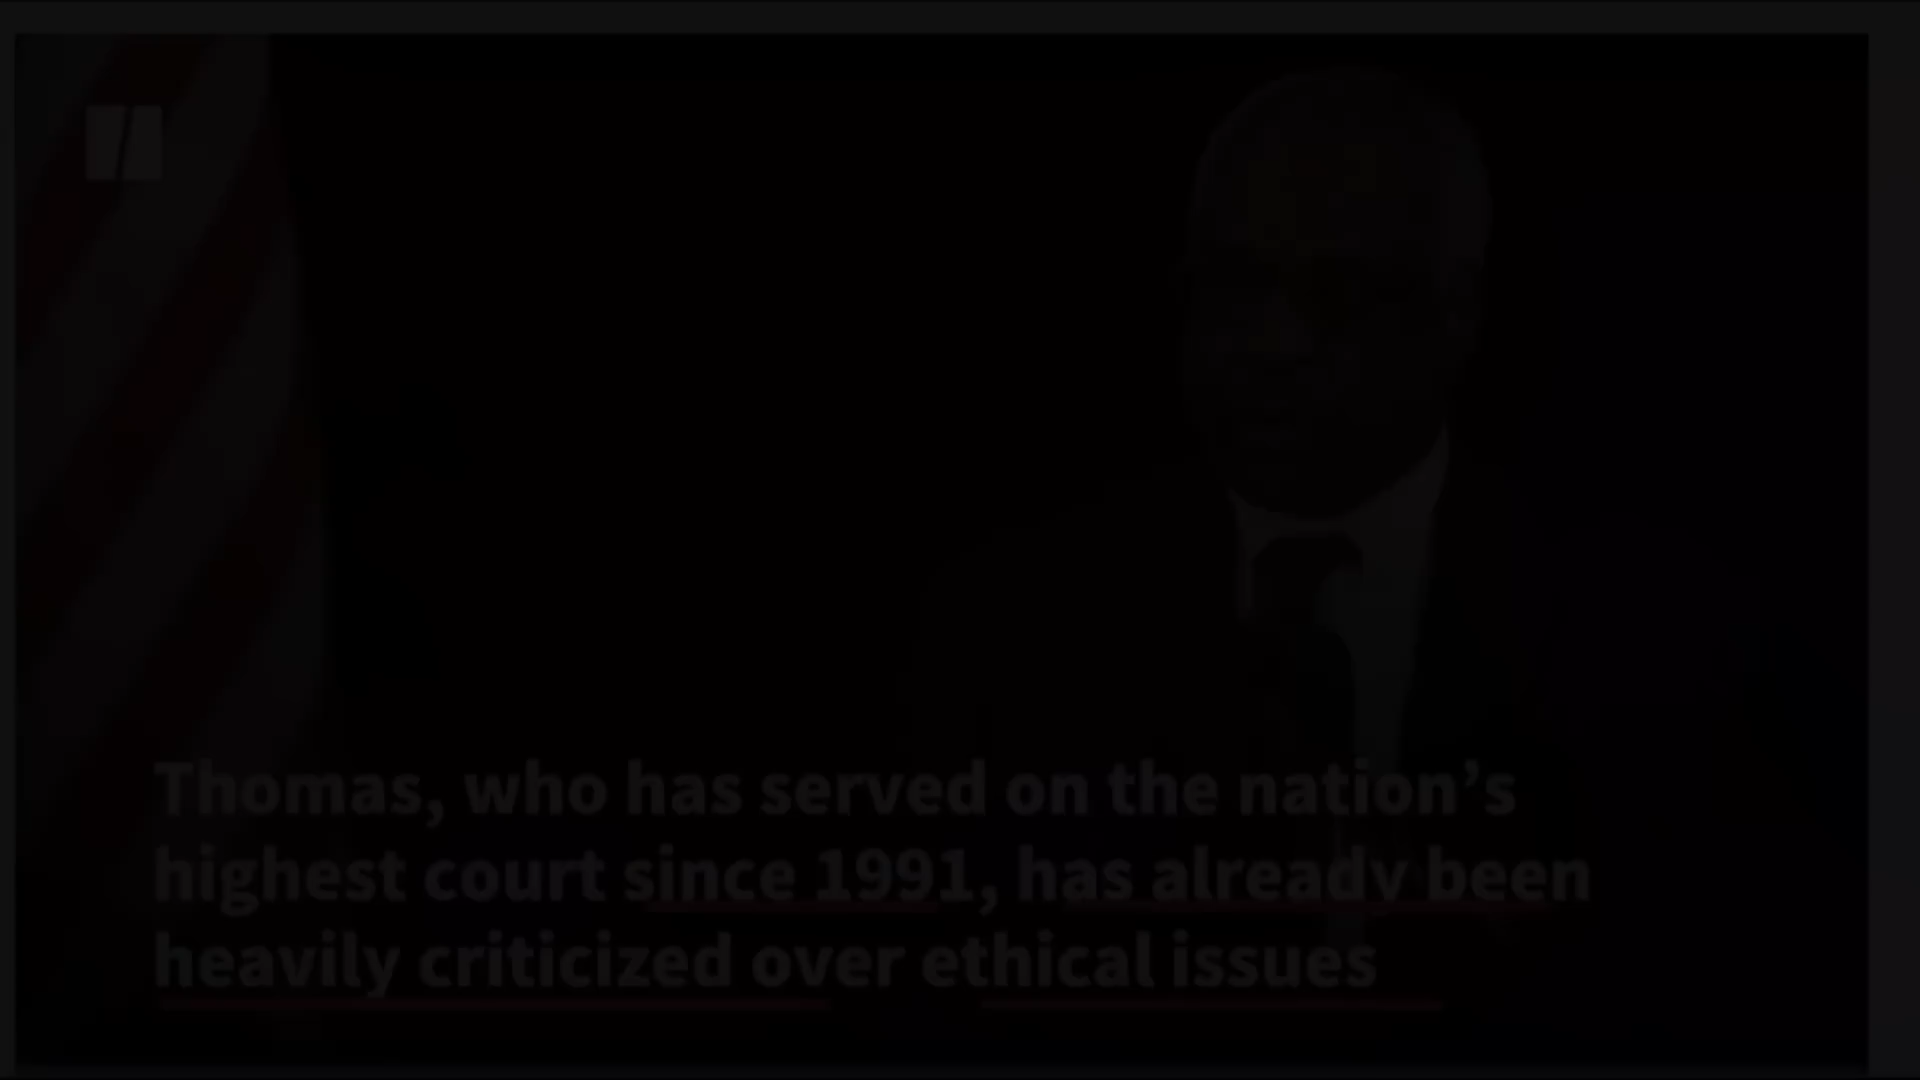 Thomas, who has served on the nation’s
highest court since 1991, has already been
heavily criticized over ethical issues